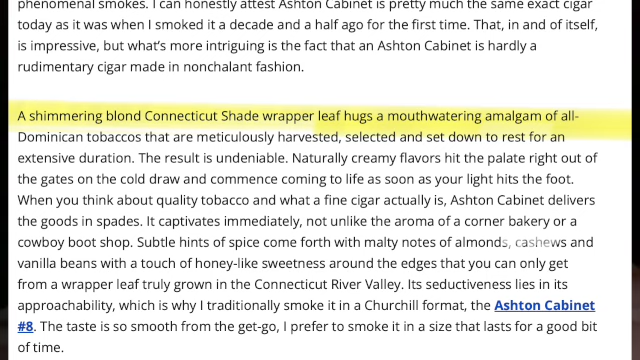 phenomenal smokes. I can honestly attest Ashton Cabinet is pretty much the same exact cigar
today as it was when I smoked it a decade and a half ago for the first time. That, in and of itself,
is impressive, but what's more intriguing is the fact that an Ashton Cabinet is hardly a
rudimentary cigar made in nonchalant fashion.
A shimmering blond Connecticut Shade wrapper leaf hugs a mouthwatering amalgam of all-
Dominican tobaccos that are meticulously harvested, selected and set down to rest for an
extensive duration. The result is undeniable. Naturally creamy flavors hit the palate right out of
the gates on the cold draw and commence coming to life as soon as your light hits the foot.
When you think about quality tobacco and what a fine cigar actually is, Ashton Cabinet delivers
the goods in spades. It captivates immediately, not unlike the aroma of a corner bakery or a
cowboy boot shop. Subtle hints of spice come forth with malty notes of almonds, cashews and
vanilla beans with a touch of honey-like sweetness around the edges that you can only get
from a wrapper leaf truly grown in the Connecticut River Valley. Its seductiveness lies in its
approachability, which is why I traditionally smoke it in a Churchill format, the Ashton Cabinet
#8. The taste is so smooth from the get-go, I prefer to smoke it in a size that lasts for a good bit
of time.